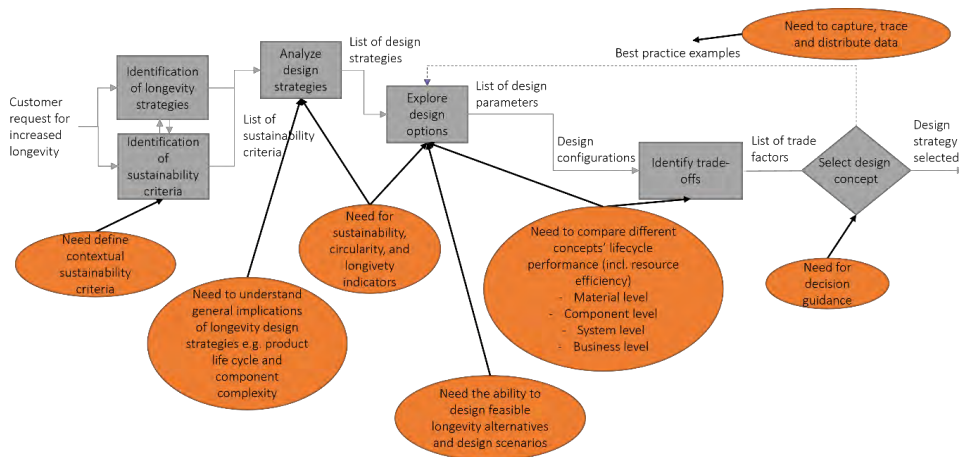 Need to capture, trace
and distribute data
Best practice examples
Analyze
design
strategies
List of design
strategies
Identification
of longevity
strategies
Customer
request for
increased
longevity
List of
sustainability
criteria
Identification
of
sustainability
criteria
Explore
design
options
List of design
parameters
Design
configurations
Identify trade-
offs
List of trade
factors
Select design
concept
Design
strategy
selected
Need define
contextual
sustainability
criteria
Need to understand
general implications
of longevity design
strategies e.g. product
life cycle and
component
complexity
Need for
sustainability,
circularity, and
longivety
indicators
Need to compare different
concepts' lifecycle
performance (incl. resource
efficiency)
- Material level
- Component level
- System level
- Business level
Need for
decision
guidance
Need the ability to
design feasible
longevity alternatives
and design scenarios